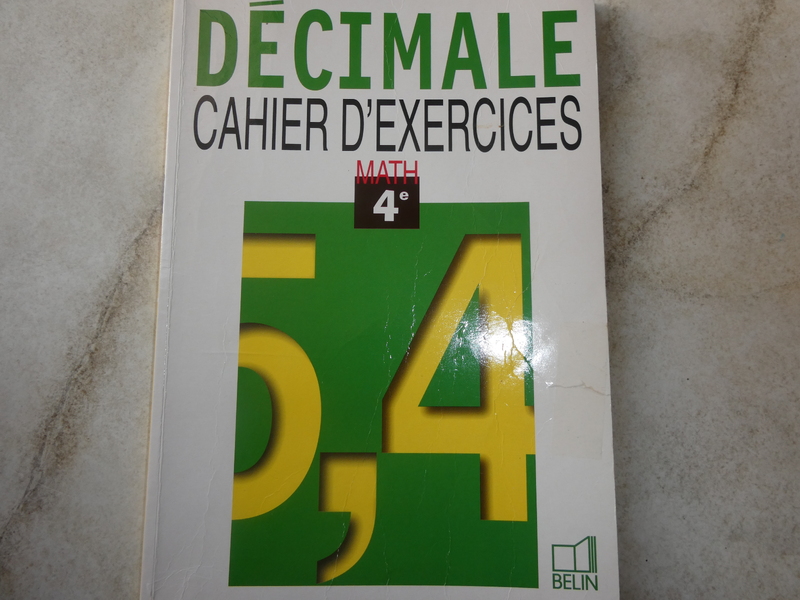 DÉCIMALE
CAHIER D'EXERCICES
MATH
4e
5,4
BELIN